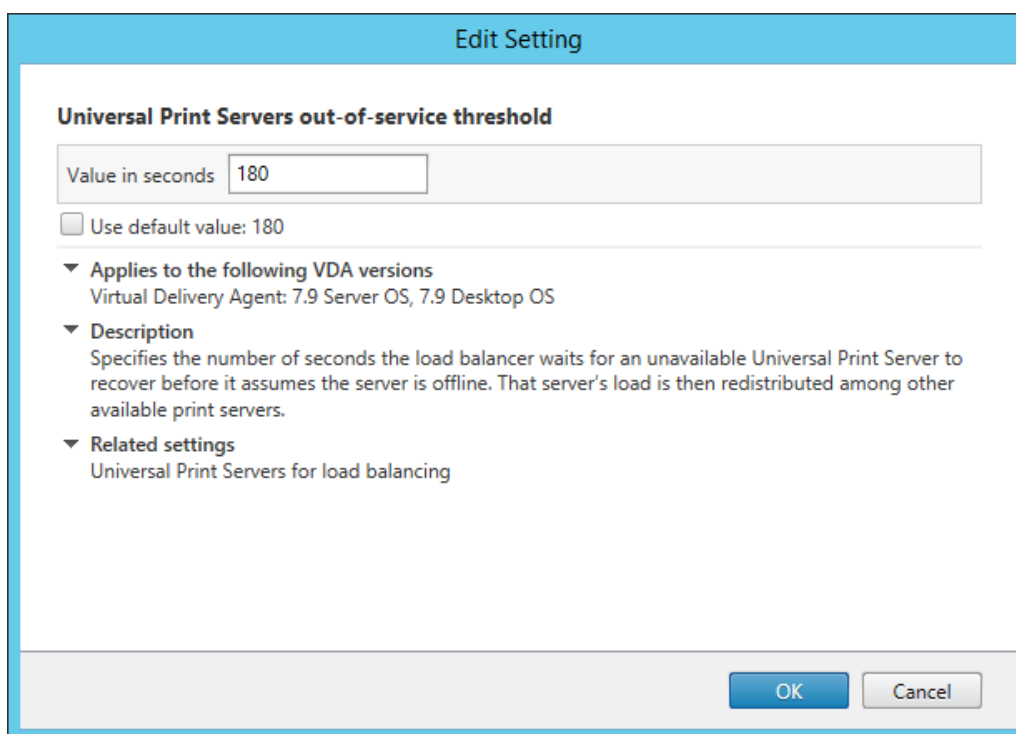 Edit Setting
Universal Print Servers out-of-service threshold
Value in seconds 180
Use default value: 180
Applies to the following VDA versions
Virtual Delivery Agent: 7.9 Server OS, 7.9 Desktop OS
Description
Specifies the number of seconds the load balancer waits for an unavailable Universal Print Server to
recover before it assumes the server is offline. That server's load is then redistributed among other
available print servers.
Related settings
Universal Print Servers for load balancing
OK Cancel